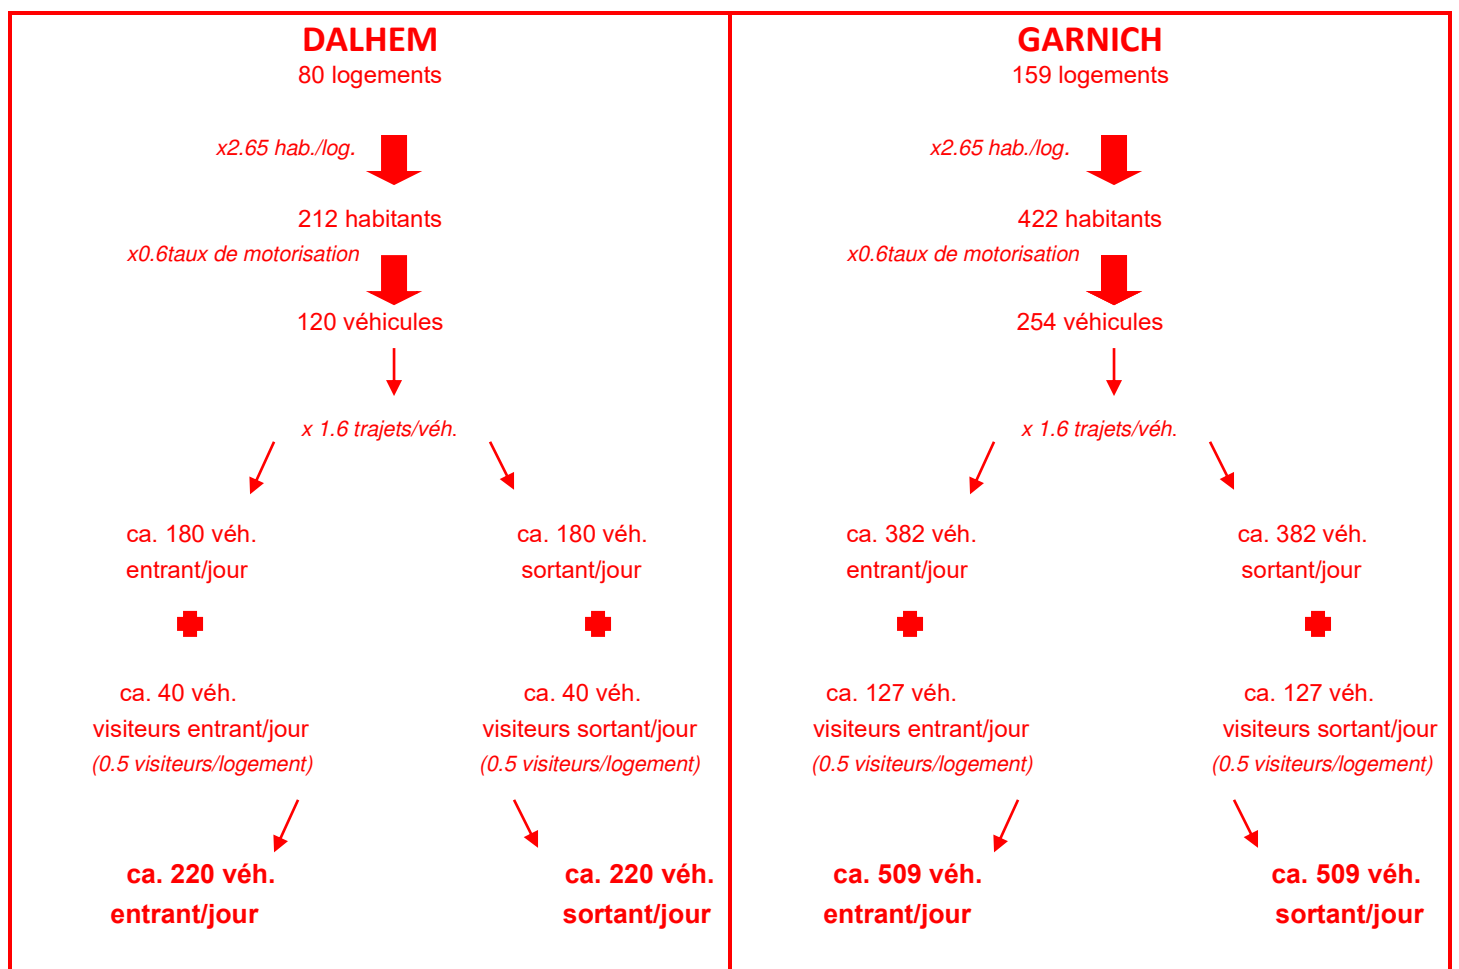 DALHEM
80 logements
x2.65 hab./log.
212 habitants
x0.6taux de motorisation
120 véhicules
x 1.6 trajets/véh.
ca. 180 véh.
entrant/jour
ca. 180 véh.
sortant/jour
ca. 40 véh.
visiteurs entrant/jour
(0.5 visiteurs/logement)
ca. 40 véh.
visiteurs sortant/jour
(0.5 visiteurs/logement)
ca. 220 véh.
entrant/jour
ca. 220 véh.
sortant/jour
GARNICH
159 logements
x2.65 hab./log.
422 habitants
x0.6taux de motorisation
254 véhicules
x 1.6 trajets/véh.
ca. 382 véh.
entrant/jour
ca. 382 véh.
sortant/jour
ca. 127 véh.
visiteurs entrant/jour
(0.5 visiteurs/logement)
ca. 127 véh.
visiteurs sortant/jour
(0.5 visiteurs/logement)
ca. 509 véh.
entrant/jour
ca. 509 véh.
sortant/jour